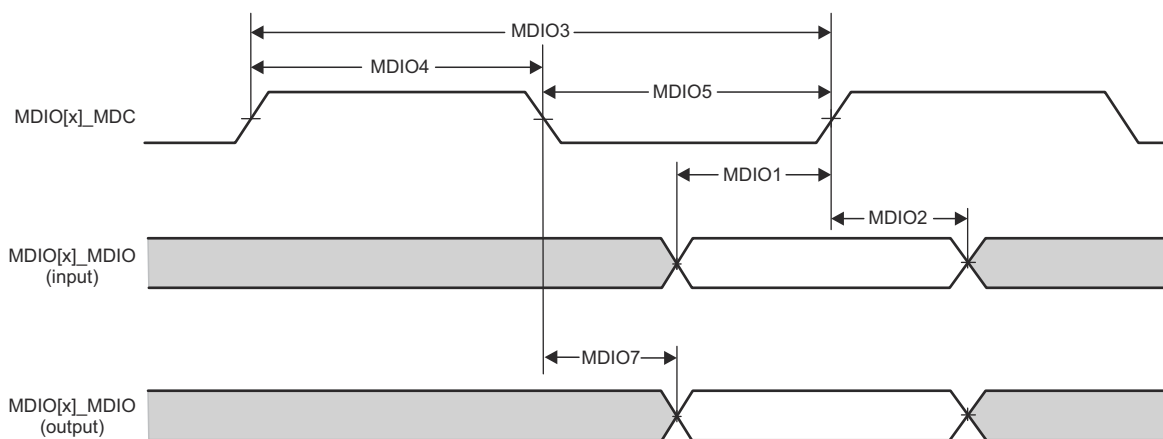 MDIO3
MDIO4
MDIO5
MDIO[x]_MDC
MDIO1
MDIO2
MDIO[x]_MDIO
(input)
MDIO7
MDIO[x]_MDIO
(output)